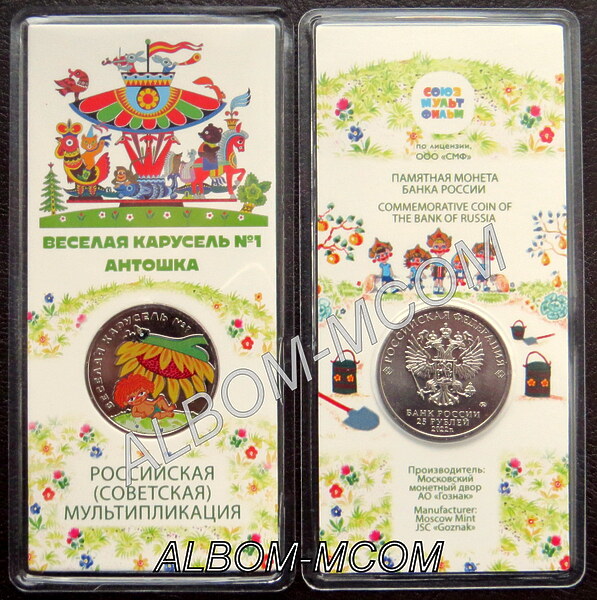 ВЕСЕЛАЯ КАРУСЕЛЬ №1
АНТОШКА
ВЕСЕЛАЯ КАРУСЕЛЬ №1
РОССИЙСКАЯ
(СОВЕТСКАЯ)
МУЛЬТИПЛИКАЦИЯ
СОЮЗ
МУЛЬТ
ФИЛЬМ
по лицензии,
ООО «СМФ»
ПАМЯТНАЯ МОНЕТА
БАНКА РОССИИ
COMMEMORATIVE COIN OF
THE BANK OF RUSSIA
РОССИЙСКАЯ ФЕДЕРАЦИЯ
БАНК РОССИИ
25 РУБЛЕЙ
2022 г.
Производитель:
Московский
монетный двор
АО «Гознак»
Manufacturer:
Moscow Mint
JSC «Goznak»
ALBOM-MCOM
ALBOM-MCOM